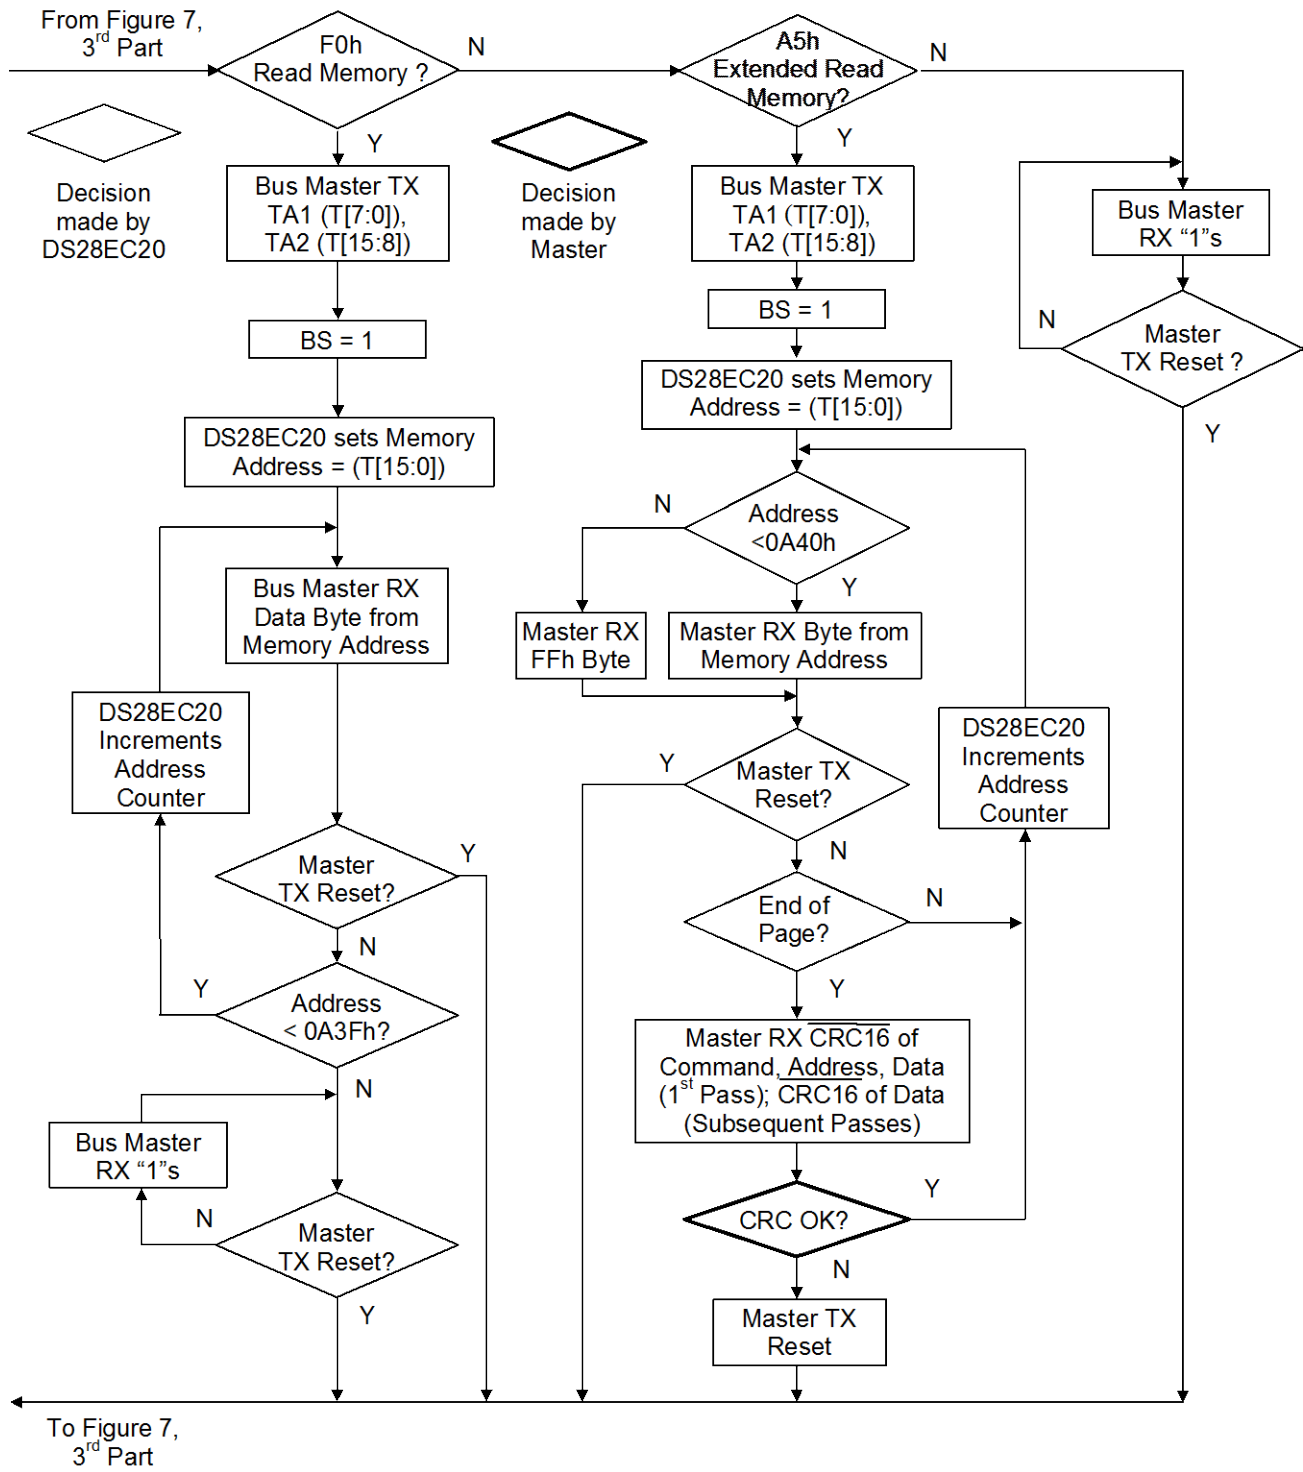 From Figure 7,
3rd Part
F0h
Read Memory ?
N
Y
A5h
Extended Read
Memory?
N
Y
Decision
made by
DS28EC20
Decision
made by
Master
Bus Master TX
TA1 (T[7:0]),
TA2 (T[15:8])
BS = 1
DS28EC20 sets Memory
Address = (T[15:0])
Bus Master RX
Data Byte from
Memory Address
DS28EC20
Increments
Address
Counter
Master
TX Reset?
Y
N
Address
< 0A3Fh?
Y
N
Bus Master
RX “1”s
Master
TX Reset?
N
Y
Bus Master TX
TA1 (T[7:0]),
TA2 (T[15:8])
BS = 1
DS28EC20 sets Memory
Address = (T[15:0])
Address
<0A40h
N
Y
Master RX
FFh Byte
Master RX Byte from
Memory Address
Master TX
Reset?
Y
N
DS28EC20
Increments
Address
Counter
End of
Page?
N
Y
Master RX CRC16 of
Command, Address, Data
(1st Pass); CRC16 of Data
(Subsequent Passes)
CRC OK?
Y
N
Master TX
Reset
Bus Master
RX “1”s
Master
TX Reset ?
N
Y
To Figure 7,
3rd Part